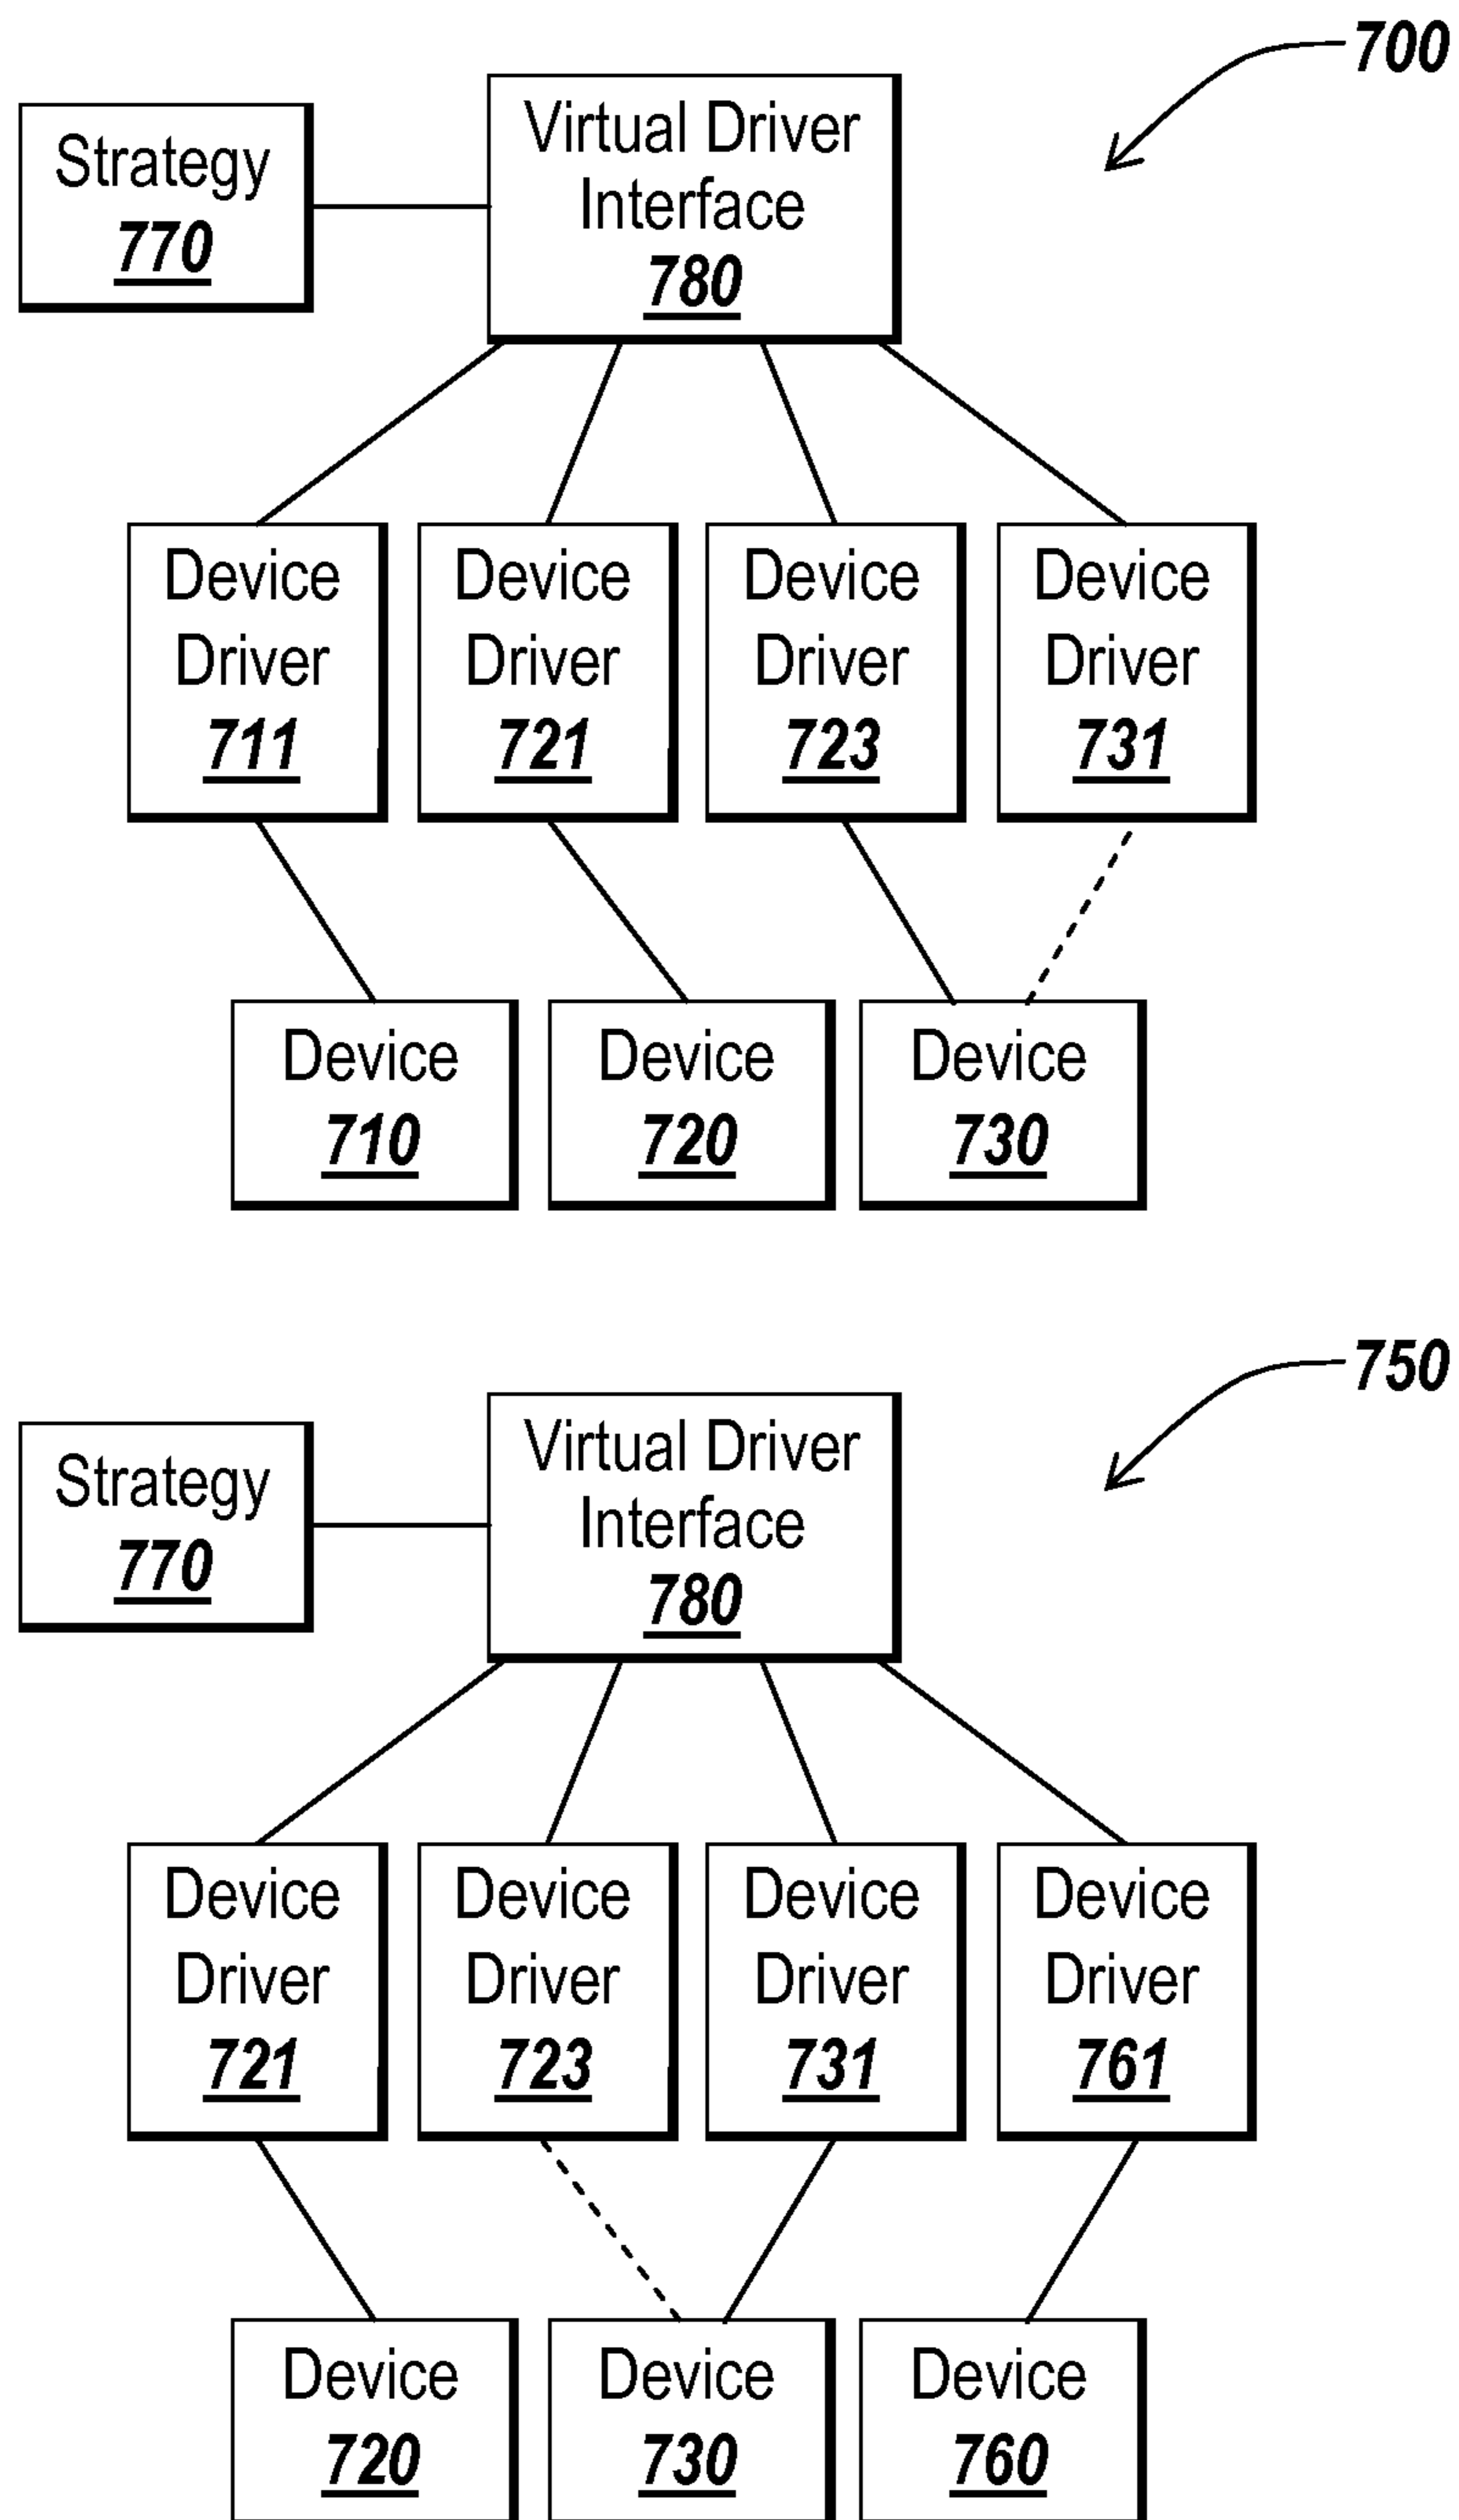 700
Strategy
770
Virtual Driver
Interface
780
Device
Driver
711
Device
Driver
721
Device
Driver
723
Device
Driver
731
Device
710
Device
720
Device
730
750
Strategy
770
Virtual Driver
Interface
780
Device
Driver
721
Device
Driver
723
Device
Driver
731
Device
Driver
761
Device
720
Device
730
Device
760